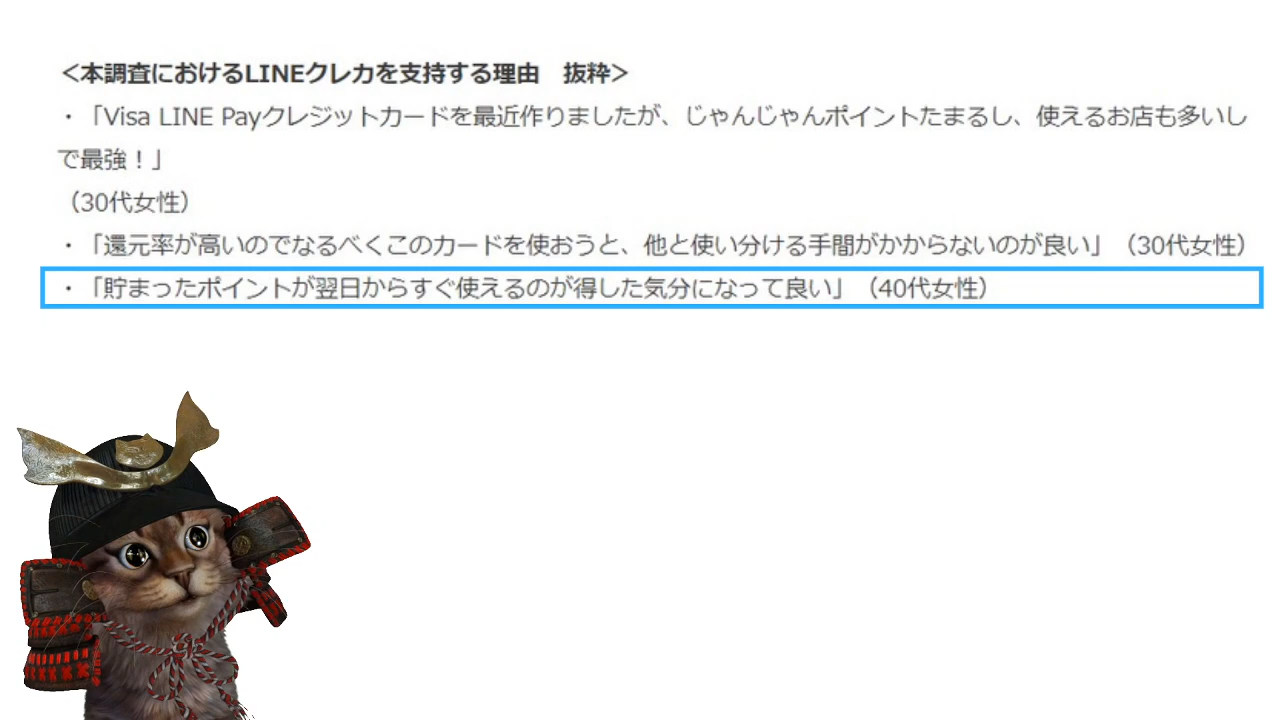 ＜本調査におけるLINEクレカを支持する理由　抜粋＞
・「Visa LINE Payクレジットカードを最近作りましたが、じゃんじゃんポイントたまるし、使えるお店も多いし
で最強！」
（30代女性）
・「還元率が高いのでなるべくこのカードを使おうと、他と使い分ける手間がかからないのが良い」（30代女性）
・「貯まったポイントが翌日からすぐ使えるのが得した気分になって良い」（40代女性）